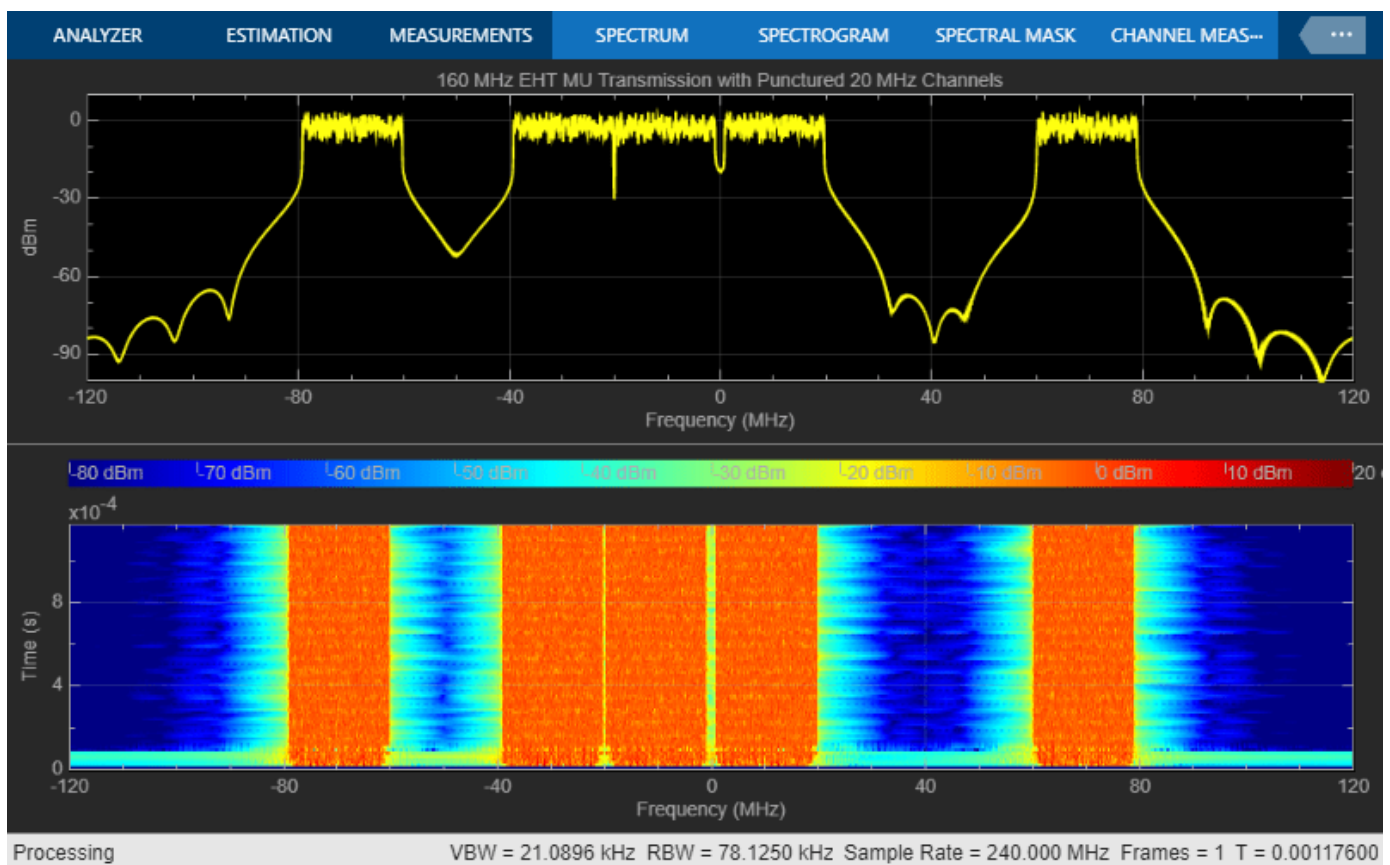 ANALYZER ESTIMATION MEASUREMENTS SPECTRUM SPECTROGRAM SPECTRAL MASK CHANNEL MEAS... ...
160 MHz EHT MU Transmission with Punctured 20 MHz Channels
0
-30
dBm
-60
-90
-120 -80 -40 0 40 80 120
Frequency (MHz)
-80 dBm -70 dBm -60 dBm -50 dBm -40 dBm -30 dBm -20 dBm -10 dBm 0 dBm 10 dBm 20
x10-4
8
Time (s)
4
0
-120 -80 -40 0 40 80 120
Frequency (MHz)
Processing VBW = 21.0896 kHz RBW = 78.1250 kHz Sample Rate = 240.000 MHz Frames = 1 T = 0.00117600